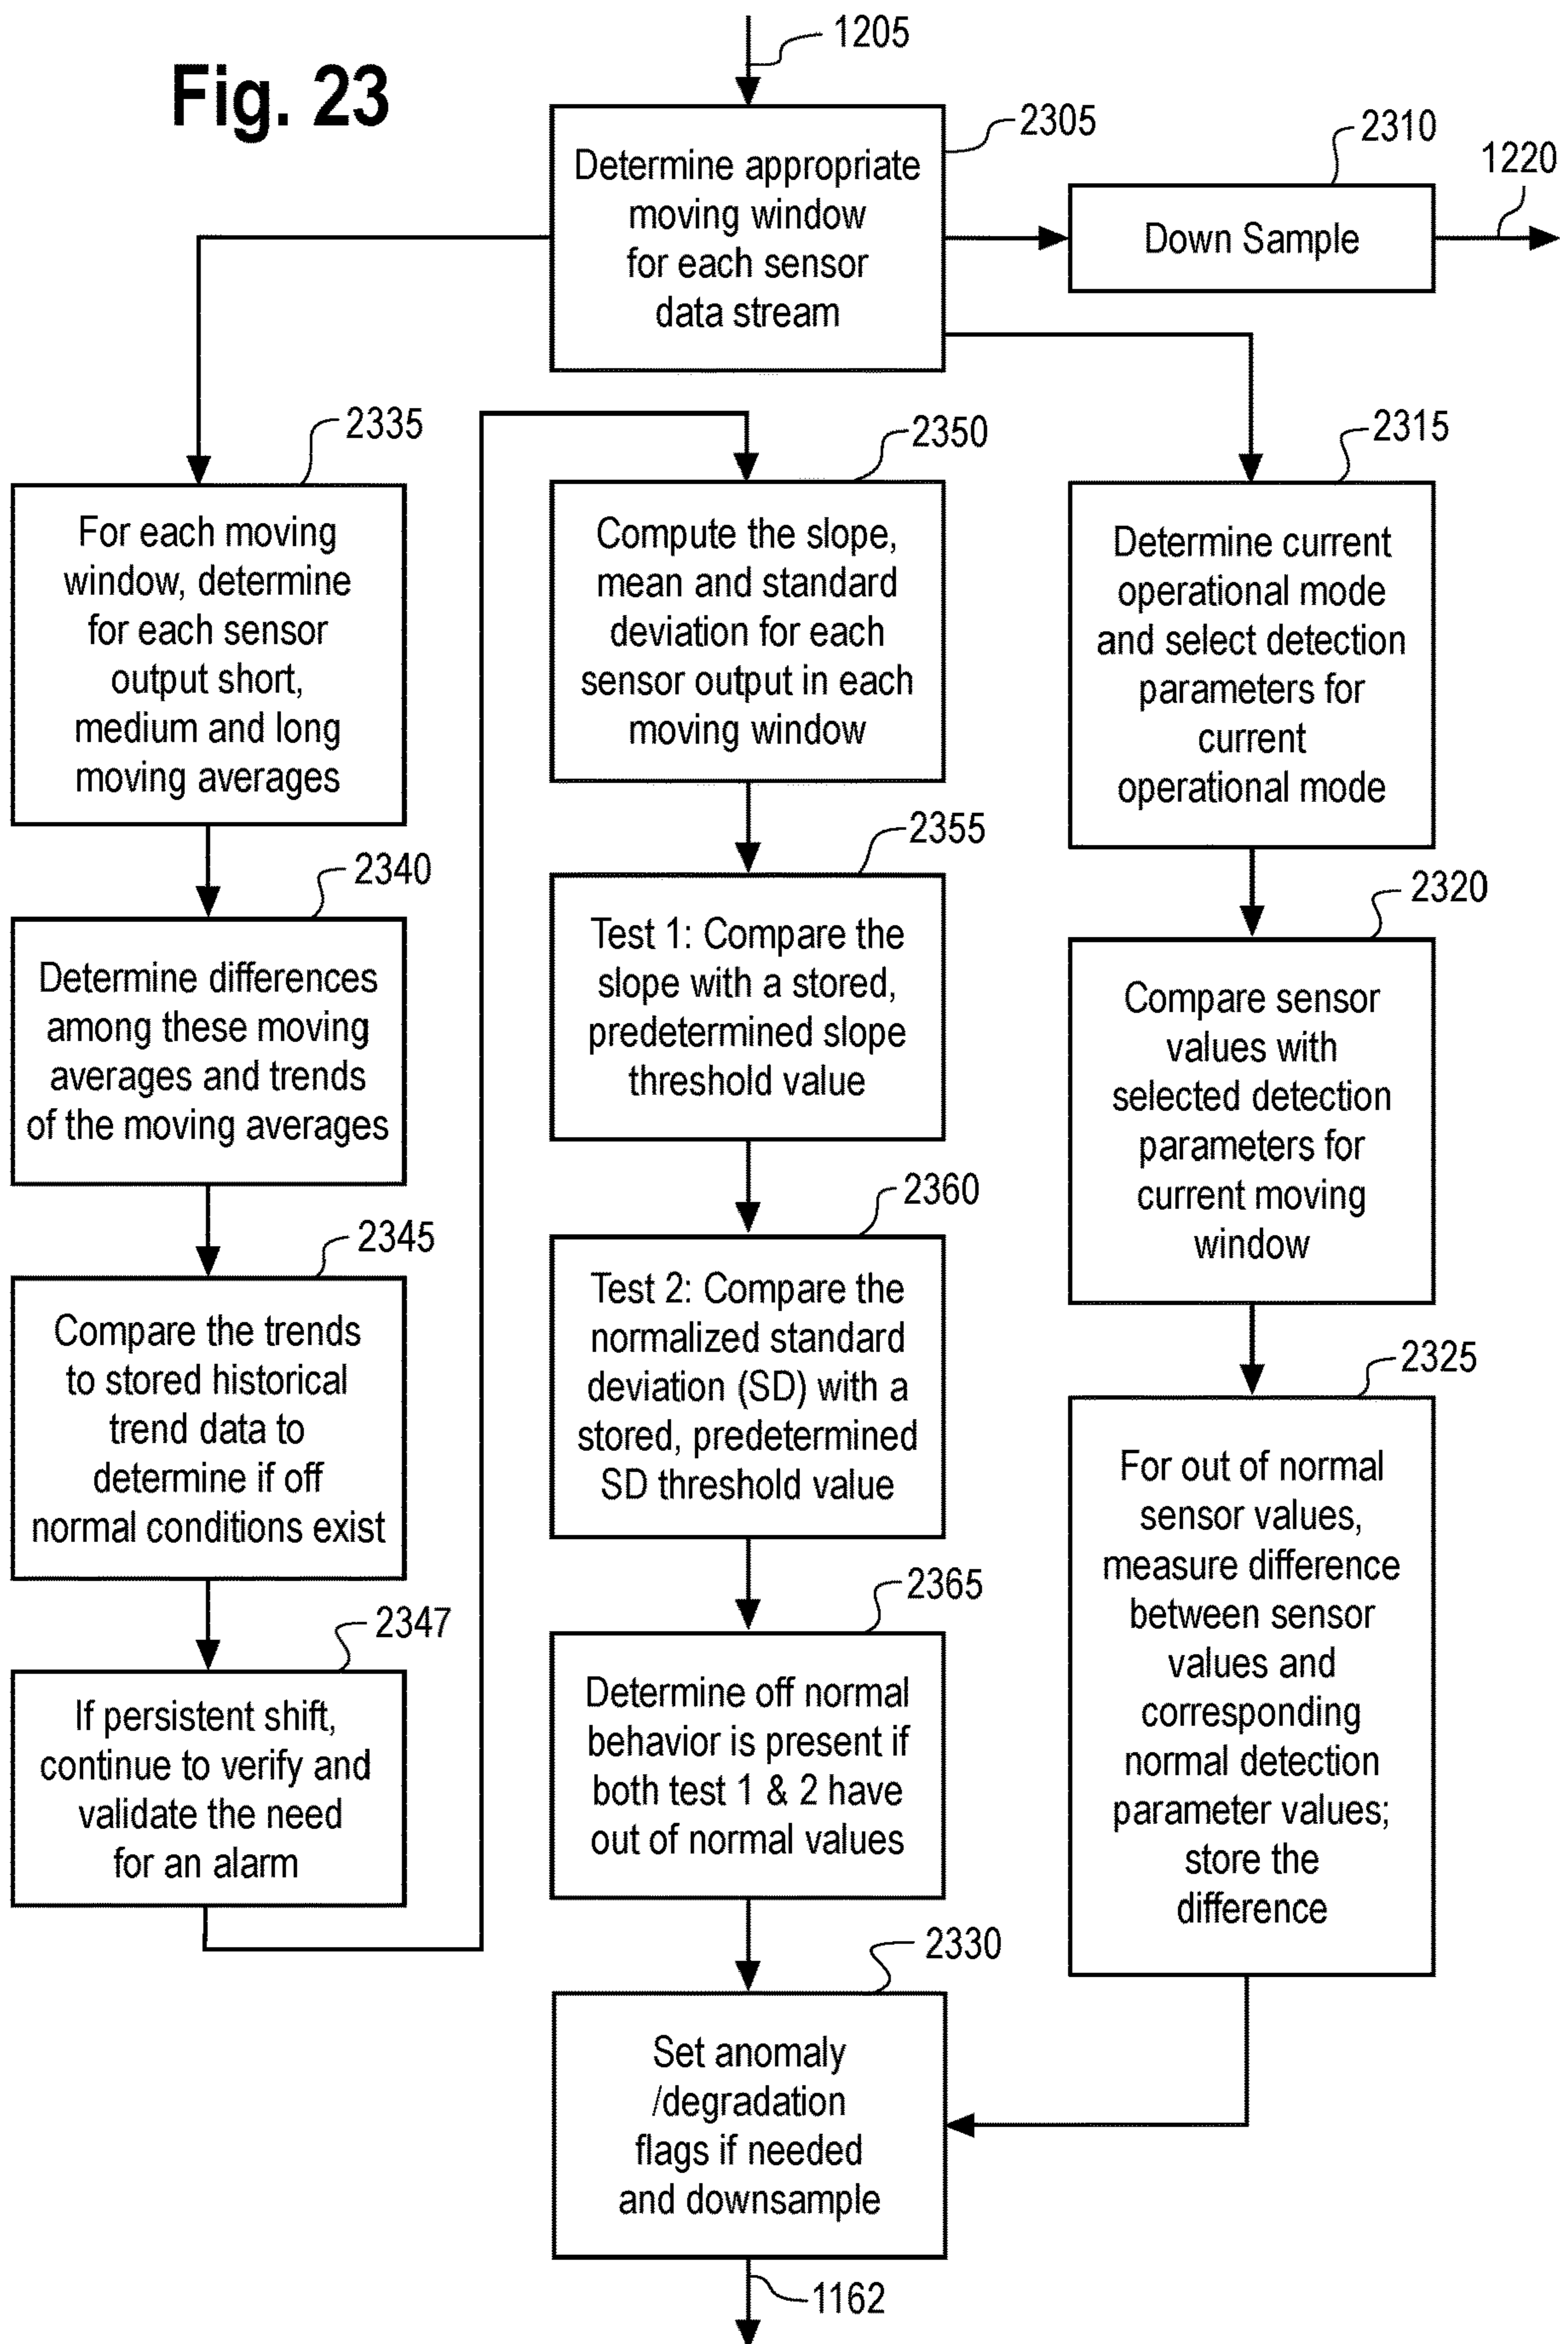 Fig. 23
1205
2305
Determine appropriate
moving window
for each sensor
data stream
2310
Down Sample
1220
2335
For each moving
window, determine
for each sensor
output short,
medium and long
moving averages
2340
Determine differences
among these moving
averages and trends
of the moving averages
2345
Compare the trends
to stored historical
trend data to
determine if off
normal conditions exist
2347
If persistent shift,
continue to verify and
validate the need
for an alarm
2350
Compute the slope,
mean and standard
deviation for each
sensor output in each
moving window
2355
Test 1: Compare the
slope with a stored,
predetermined slope
threshold value
2360
Test 2: Compare the
normalized standard
deviation (SD) with a
stored, predetermined
SD threshold value
2365
Determine off normal
behavior is present if
both test 1 & 2 have
out of normal values
2315
Determine current
operational mode
and select detection
parameters for
current
operational mode
2320
Compare sensor
values with
selected detection
parameters for
current moving
window
2325
For out of normal
sensor values,
measure difference
between sensor
values and
corresponding
normal detection
parameter values;
store the
difference
2330
Set anomaly
/degradation
flags if needed
and downsample
1162